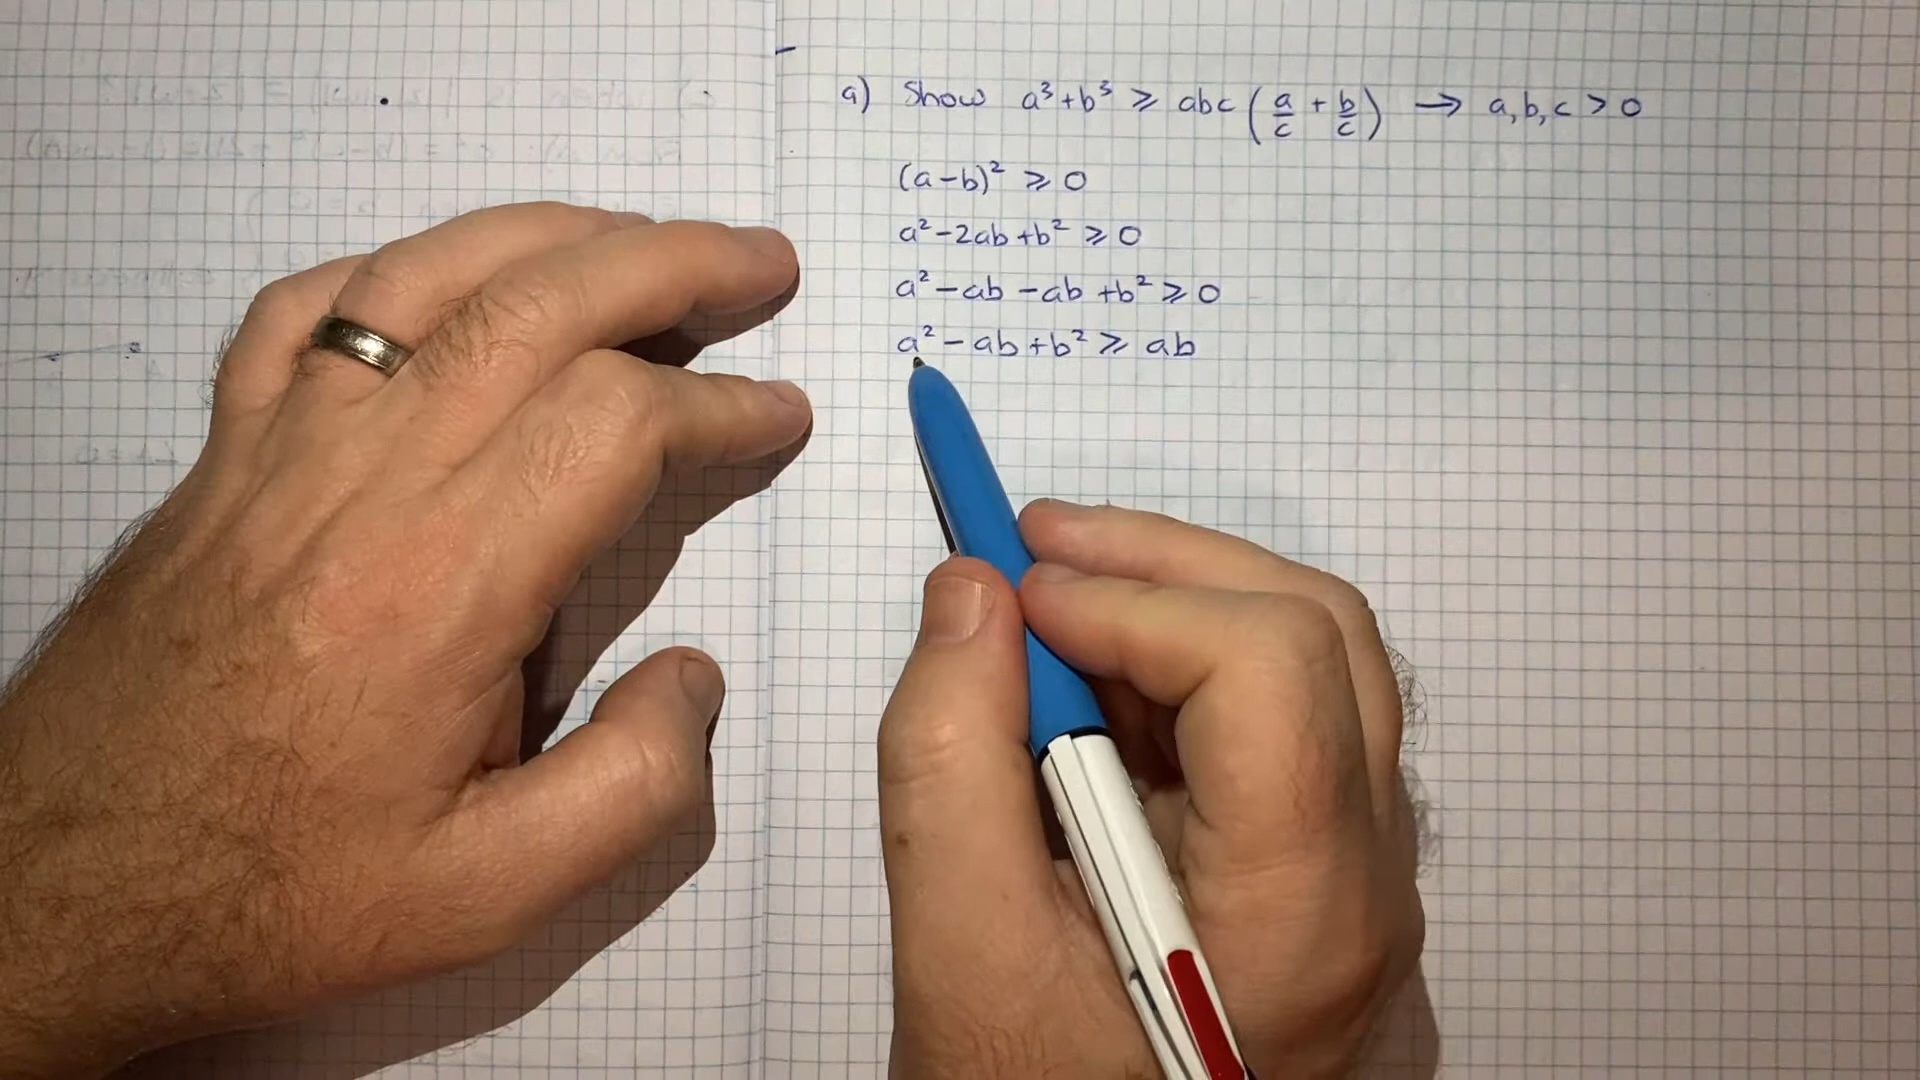 a) Show a³+b³ ⩾ abc (a/c + b/c) → a,b,c > 0
(a-b)² ⩾ 0
a²-2ab+b² ⩾ 0
a²-ab-ab+b² ⩾ 0
a²-ab+b² ⩾ ab